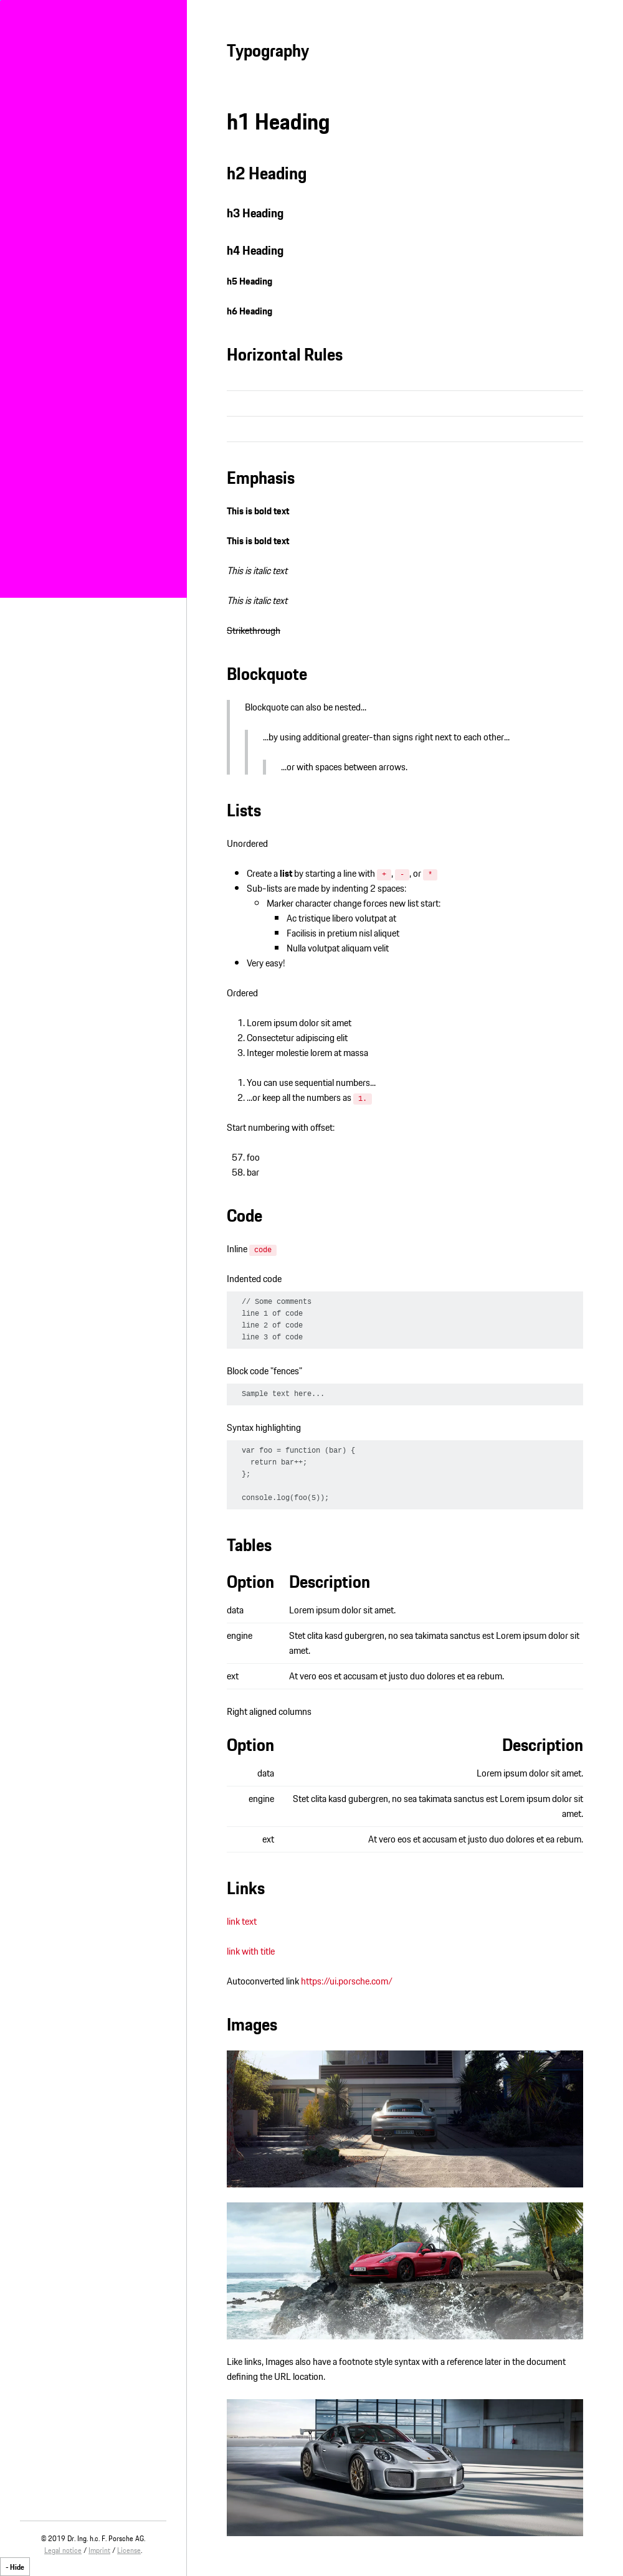 Typography
h1 Heading
h2 Heading
h3 Heading
h4 Heading
h5 Heading
h6 Heading
Horizontal Rules
Emphasis
This is bold text
This is bold text
This is italic text
This is italic text
Strikethrough
Blockquote
Blockquote can also be nested...
...by using additional greater-than signs right next to each other...
...or with spaces between arrows.
Lists
Unordered
Create a list by starting a line with +, -, or *
Sub-lists are made by indenting 2 spaces:
Marker character change forces new list start:
Ac tristique libero volutpat at
Facilisis in pretium nisl aliquet
Nulla volutpat aliquam velit
Very easy!
Ordered
1. Lorem ipsum dolor sit amet
2. Consectetur adipiscing elit
3. Integer molestie lorem at massa
1. You can use sequential numbers...
2. ...or keep all the numbers as 1.
Start numbering with offset:
57. foo
58. bar
Code
Inline code
Indented code
// Some comments
line 1 of code
line 2 of code
line 3 of code
Block code "fences"
Sample text here...
Syntax highlighting
var foo = function (bar) {
  return bar++;
};
console.log(foo(5));
Tables
Option Description
data Lorem ipsum dolor sit amet.
engine Stet clita kasd gubergren, no sea takimata sanctus est Lorem ipsum dolor sit
amet.
ext At vero eos et accusam et justo duo dolores et ea rebum.
Right aligned columns
Option Description
data Lorem ipsum dolor sit amet.
engine Stet clita kasd gubergren, no sea takimata sanctus est Lorem ipsum dolor sit
amet.
ext At vero eos et accusam et justo duo dolores et ea rebum.
Links
link text
link with title
Autoconverted link https://ui.porsche.com/
Images
Like links, Images also have a footnote style syntax with a reference later in the document
defining the URL location.
© 2019 Dr. Ing. h.c. F. Porsche AG.
Legal notice / Imprint / License.
- Hide